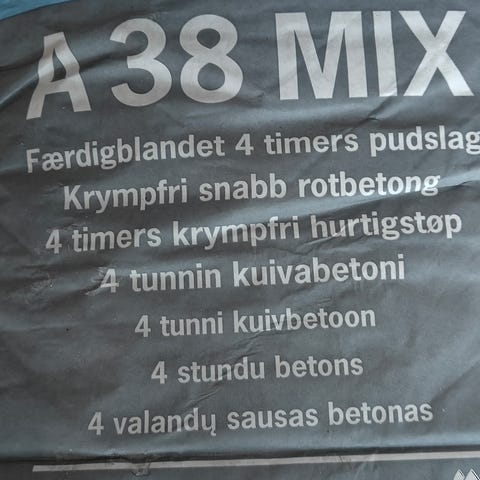 A 38 MIX
Færdigblandet 4 timers pudslag
Krympfri snabb rotbetong
4 timers krympfri hurtigstøp
4 tunnin kuivabetoni
4 tunni kuivbetoon
4 stundu betons
4 valandų sausas betonas